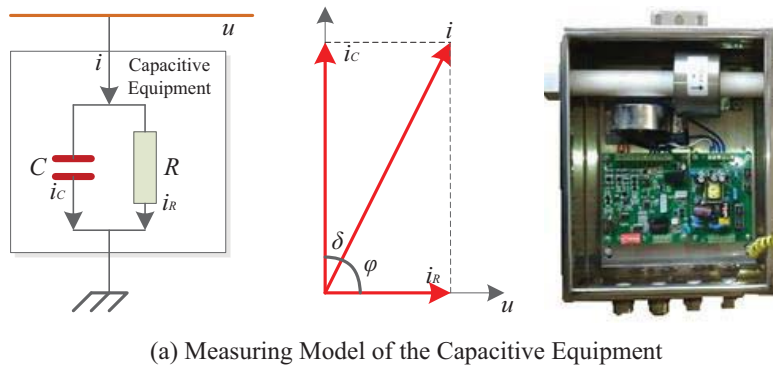 u
i
Capacitive
Equipment
C
R
iC
iR
iC
i
δ
φ
iR
u
(a) Measuring Model of the Capacitive Equipment